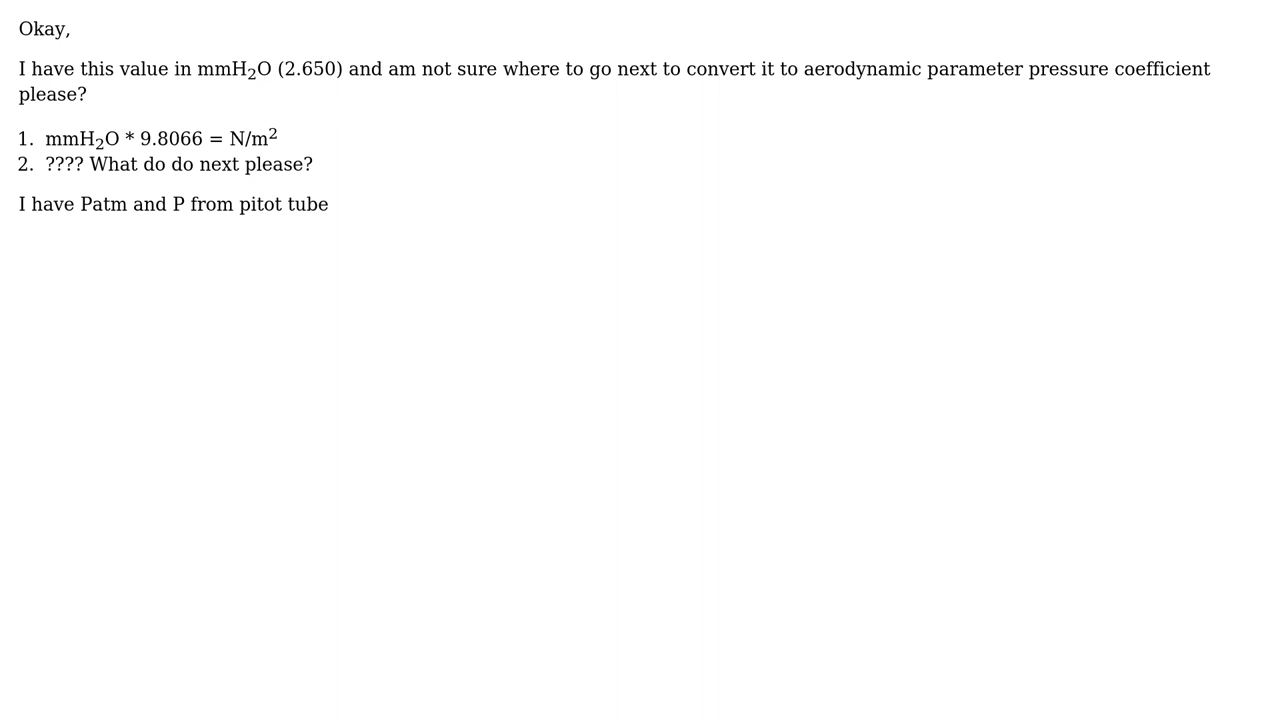 Okay,
I have this value in mmH₂O (2.650) and am not sure where to go next to convert it to aerodynamic parameter pressure coefficient
please?
1. mmH₂O * 9.8066 = N/m²
2. ???? What do do next please?
I have Patm and P from pitot tube